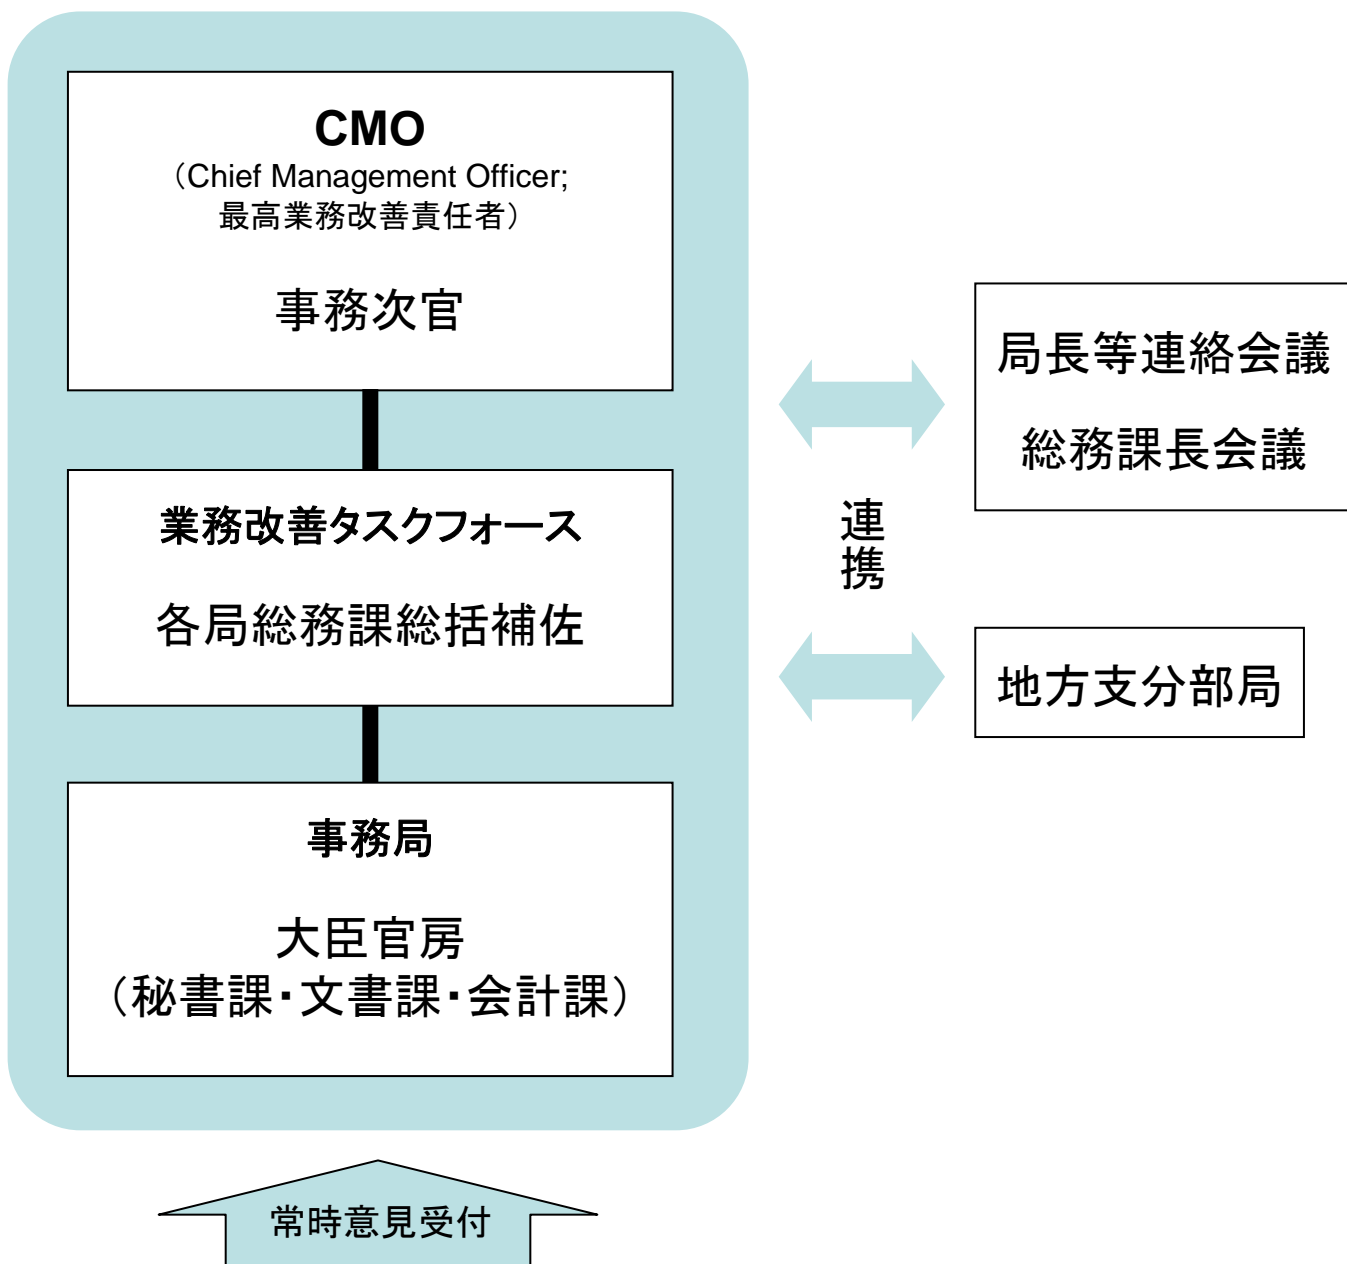 CMO
（Chief Management Officer;
最高業務改善責任者）
事務次官
業務改善タスクフォース
各局総務課総括補佐
事務局
大臣官房
（秘書課・文書課・会計課）
常時意見受付
連携
局長等連絡会議
総務課長会議
地方支分部局